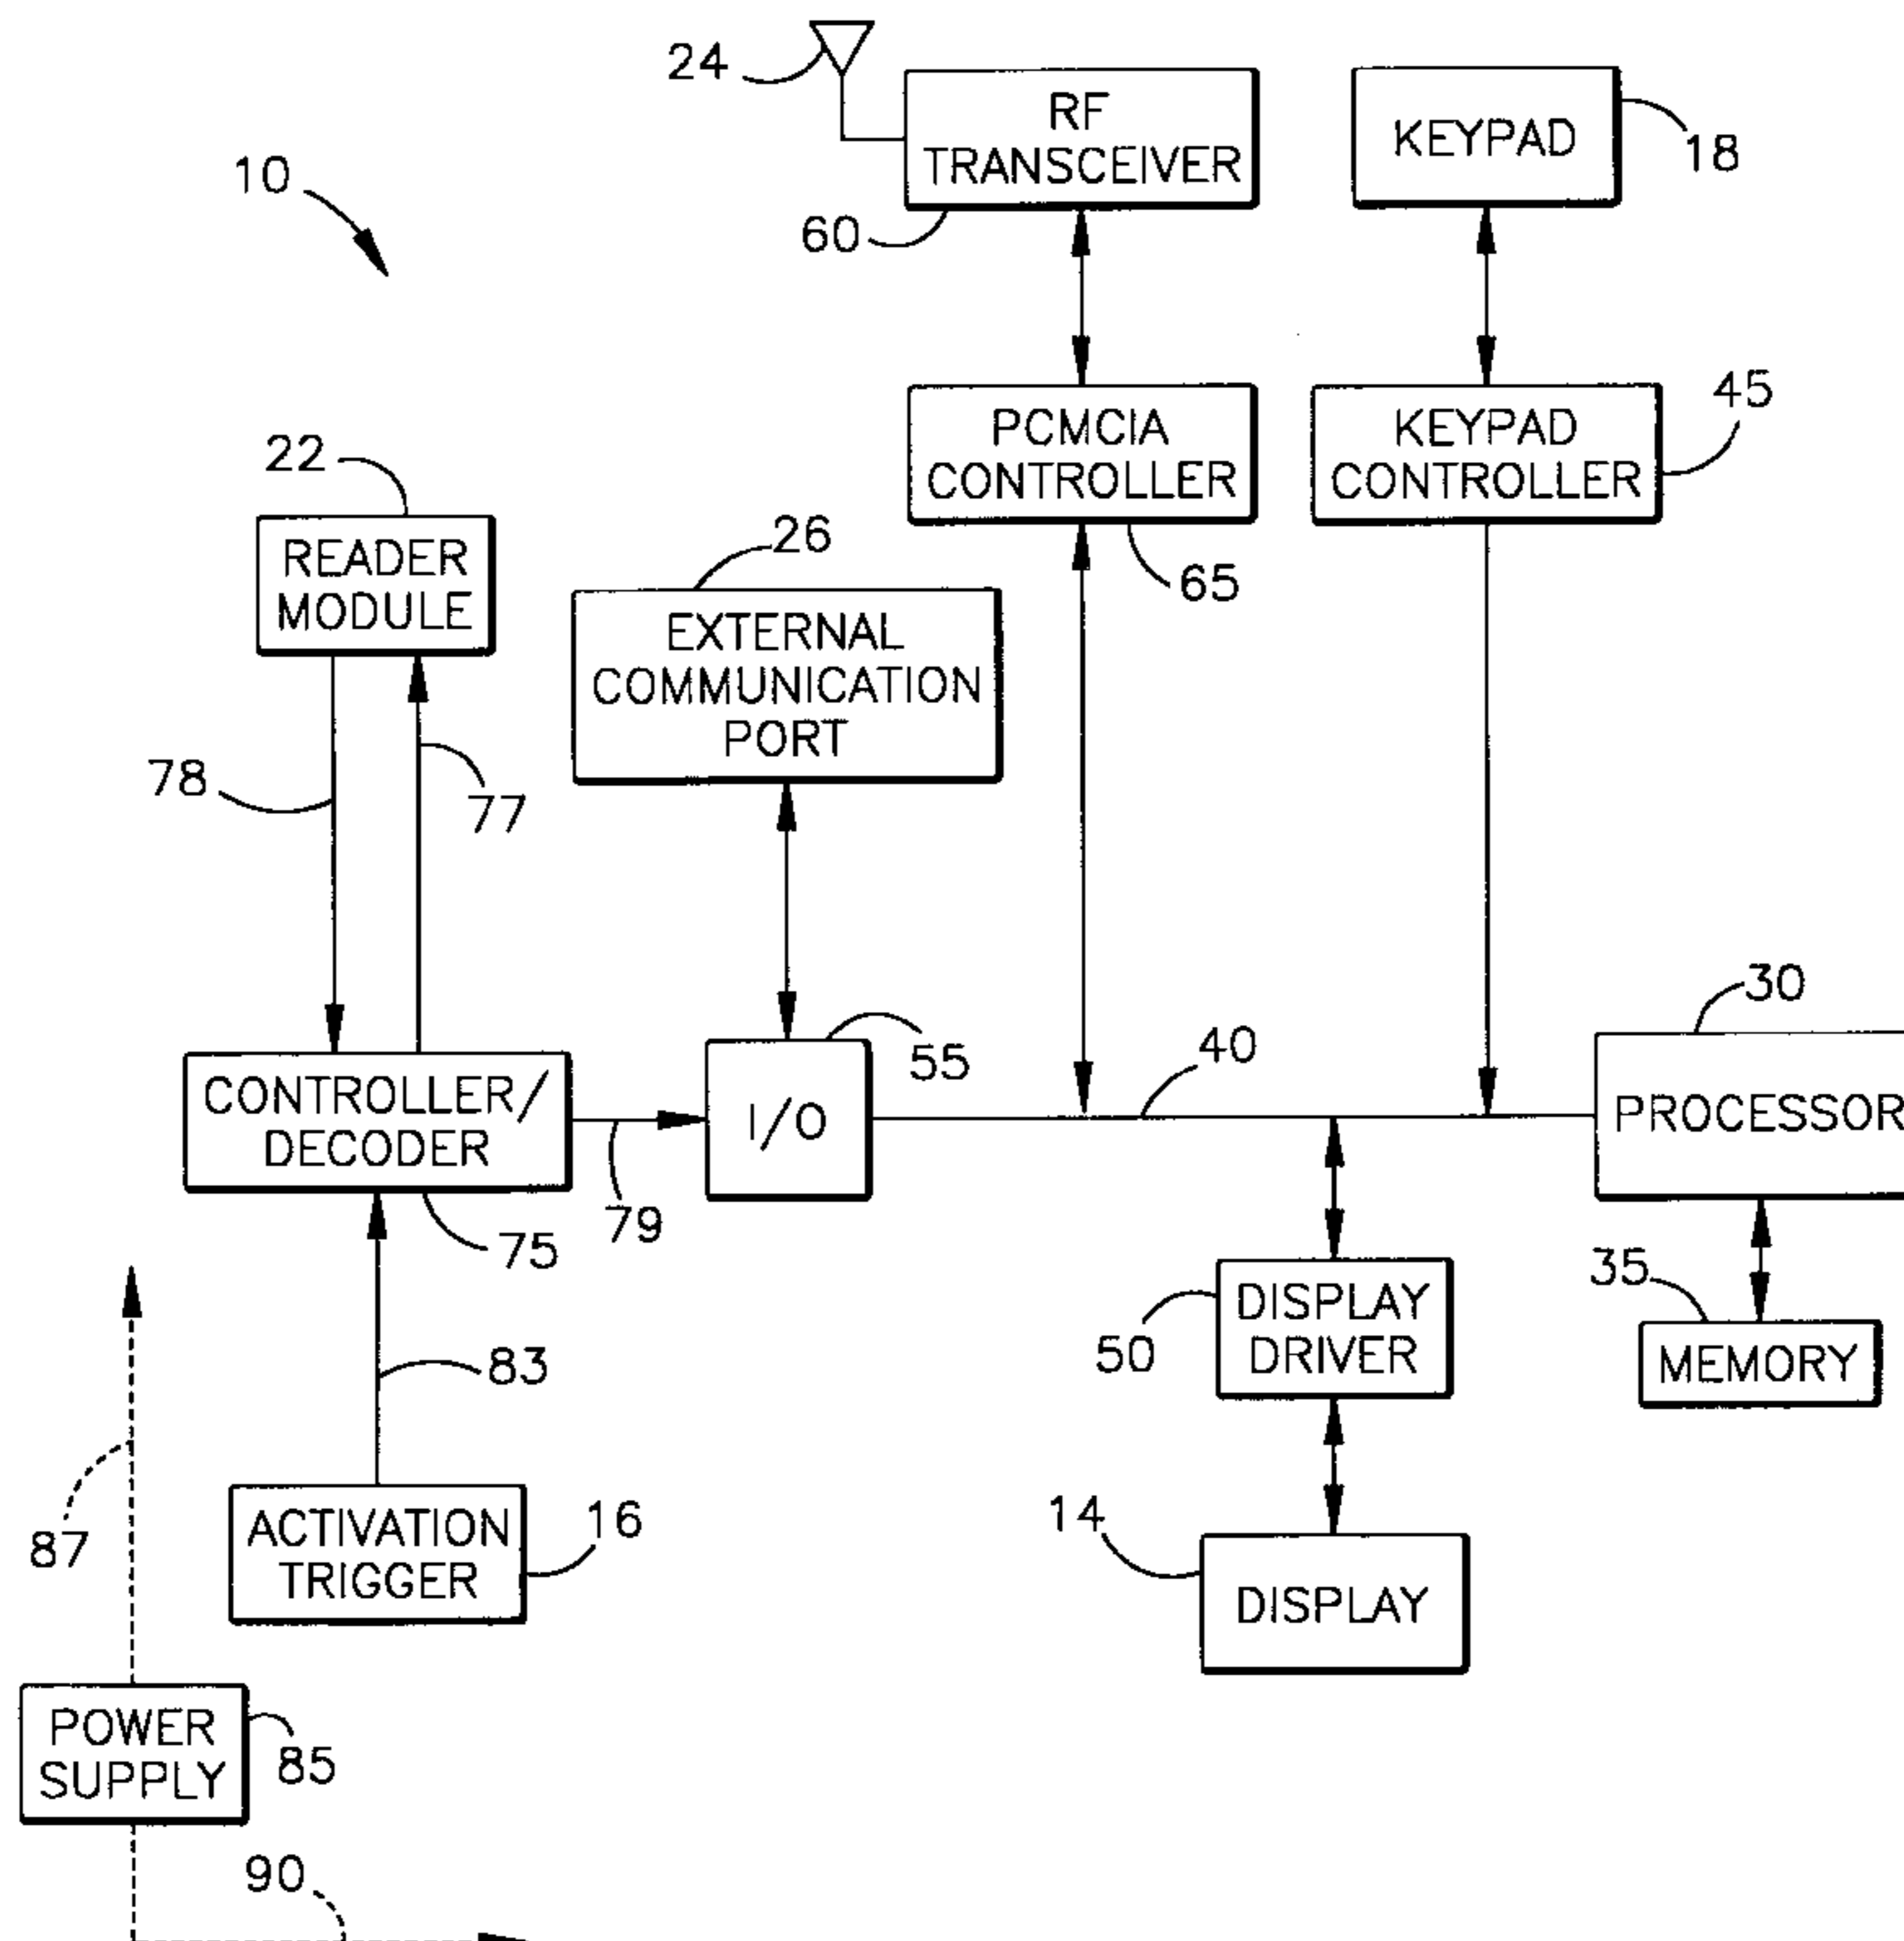 24
RF
TRANSCEIVER
KEYPAD
18
10
60
PCMCIA
CONTROLLER
KEYPAD
CONTROLLER
45
22
READER
MODULE
26
65
EXTERNAL
COMMUNICATION
PORT
78
77
30
40
55
CONTROLLER/
DECODER
I/O
PROCESSOR
79
75
35
DISPLAY
DRIVER
50
MEMORY
83
87
ACTIVATION
TRIGGER
16
14
DISPLAY
POWER
SUPPLY
85
90